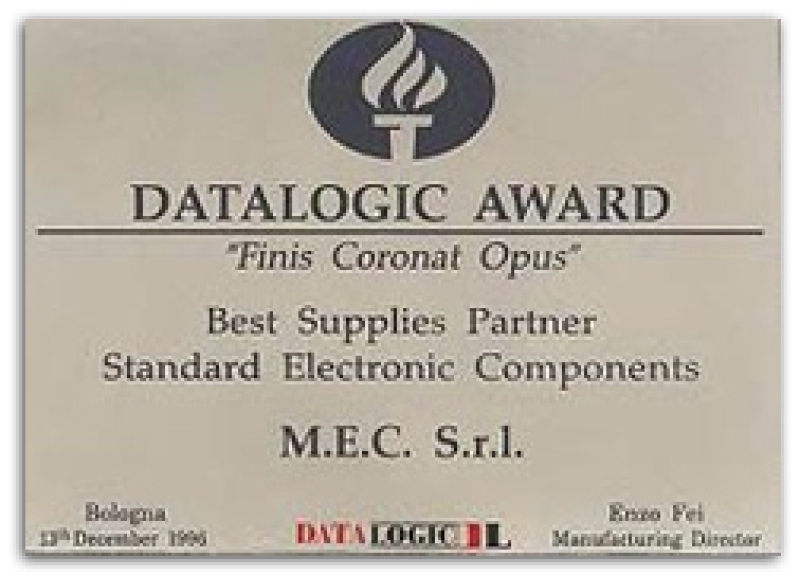 DATALOGIC AWARD
"Finis Coronat Opus"
Best Supplies Partner
Standard Electronic Components
M.E.C. S.r.l.
Bologna
13th December 1996
DATALOGIC
Enzo Fei
Manufacturing Director